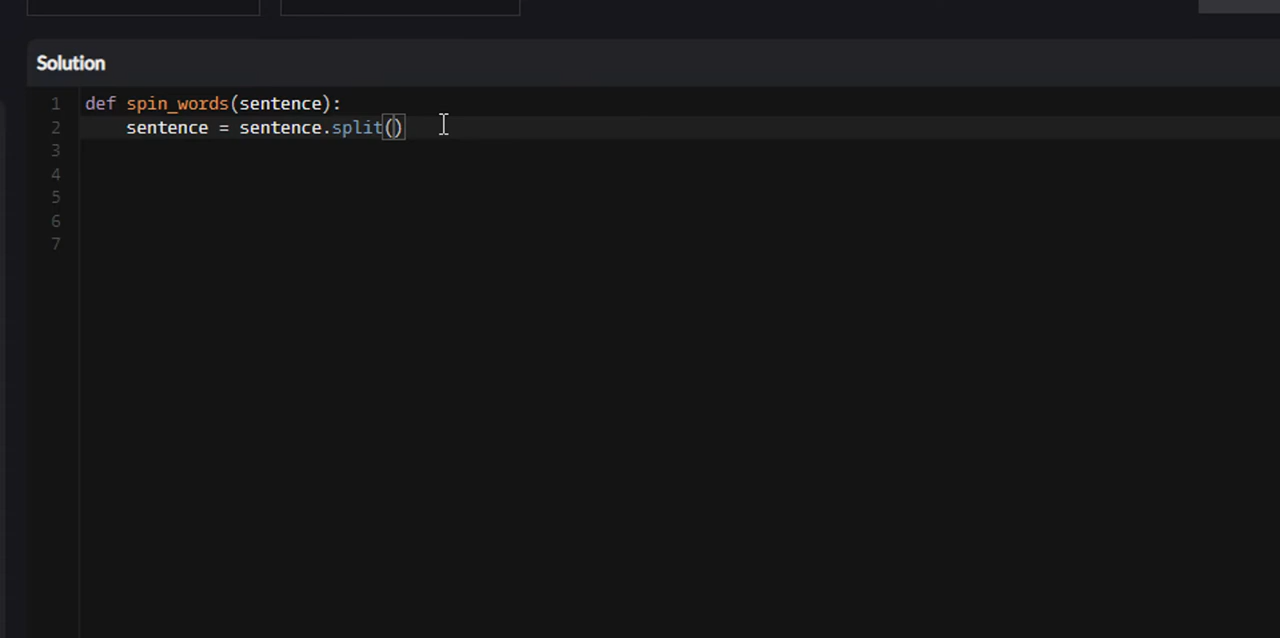 Solution
1 def spin_words(sentence):
2     sentence = sentence.split()
3
4
5
6
7